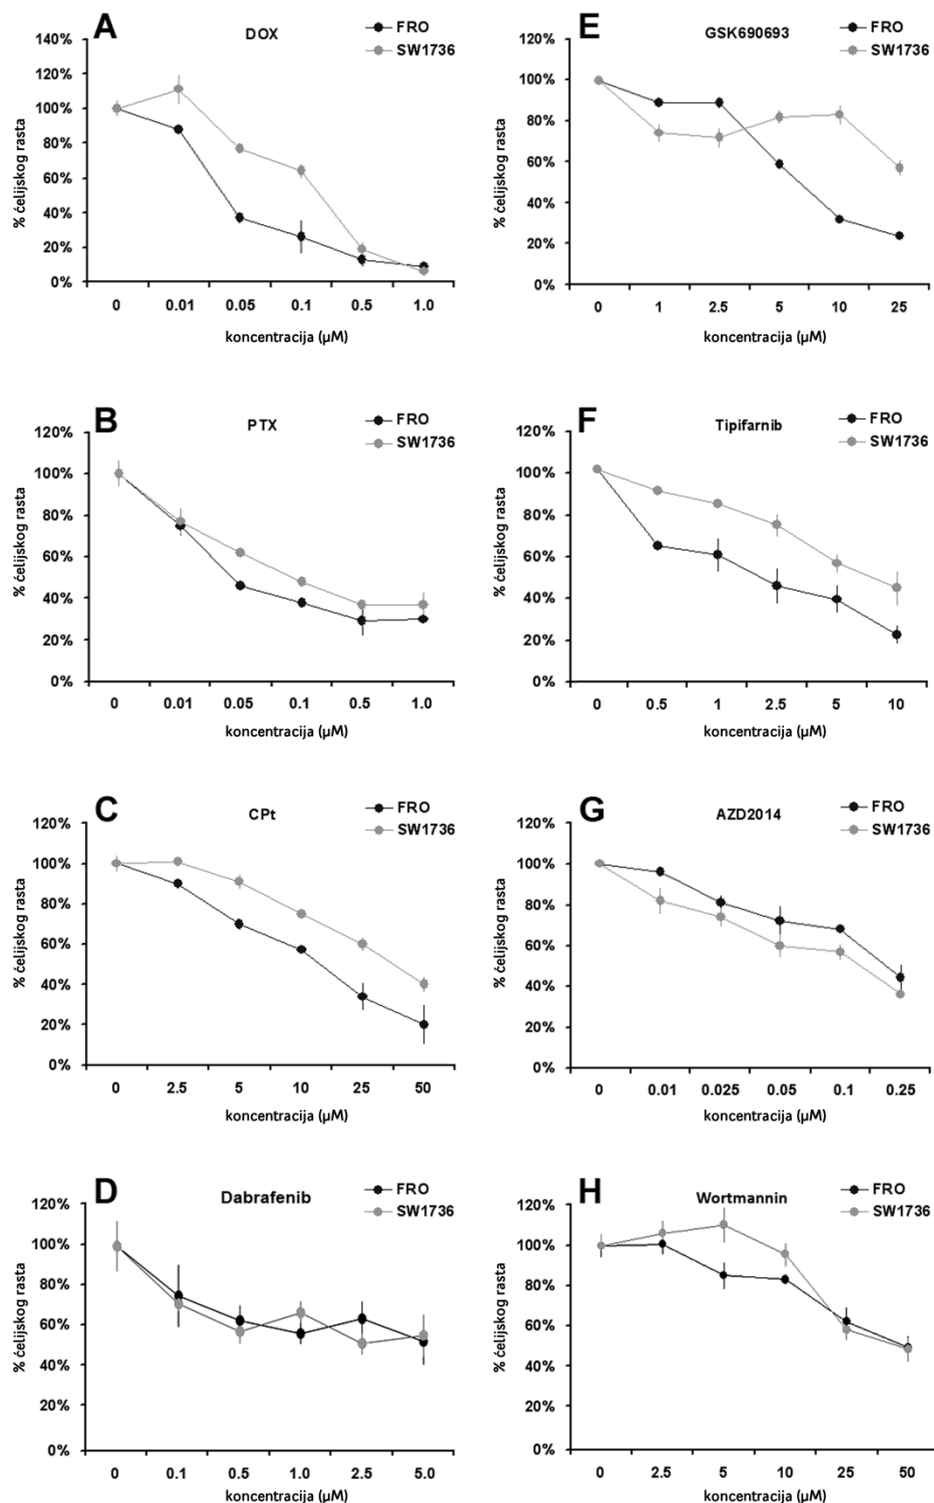 A
DOX
FRO
SW1736
140%
120%
100%
80%
60%
40%
20%
0%
% ćelijskog rasta
0 0.01 0.05 0.1 0.5 1.0
koncentracija (µM)
E
GSK690693
FRO
SW1736
120%
100%
80%
60%
40%
20%
0%
% ćelijskog rasta
0 1 2.5 5 10 25
koncentracija (µM)
B
PTX
FRO
SW1736
120%
100%
80%
60%
40%
20%
0%
% ćelijskog rasta
0 0.01 0.05 0.1 0.5 1.0
koncentracija (µM)
F
Tipifarnib
FRO
SW1736
120%
100%
80%
60%
40%
20%
0%
% ćelijskog rasta
0 0.5 1 2.5 5 10
koncentracija (µM)
C
CPt
FRO
SW1736
120%
100%
80%
60%
40%
20%
0%
% ćelijskog rasta
0 2.5 5 10 25 50
koncentracija (µM)
G
AZD2014
FRO
SW1736
120%
100%
80%
60%
40%
20%
0%
% ćelijskog rasta
0 0.01 0.025 0.05 0.1 0.25
koncentracija (µM)
D
Dabrafenib
FRO
SW1736
120%
100%
80%
60%
40%
20%
0%
% ćelijskog rasta
0 0.1 0.5 1.0 2.5 5.0
koncentracija (µM)
H
Wortmannin
FRO
SW1736
120%
100%
80%
60%
40%
20%
0%
% ćelijskog rasta
0 2.5 5 10 25 50
koncentracija (µM)